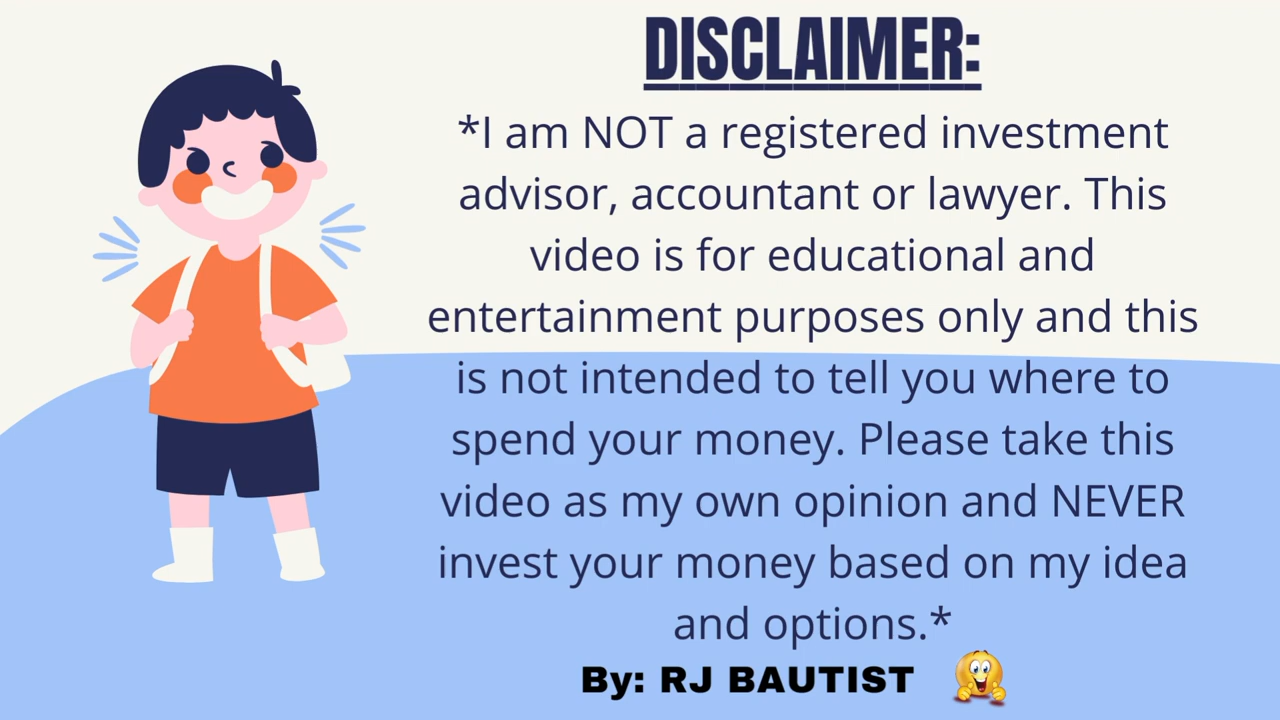 DISCLAIMER:
*I am NOT a registered investment
advisor, accountant or lawyer. This
video is for educational and
entertainment purposes only and this
is not intended to tell you where to
spend your money. Please take this
video as my own opinion and NEVER
invest your money based on my idea
and options.*
By: RJ BAUTIST